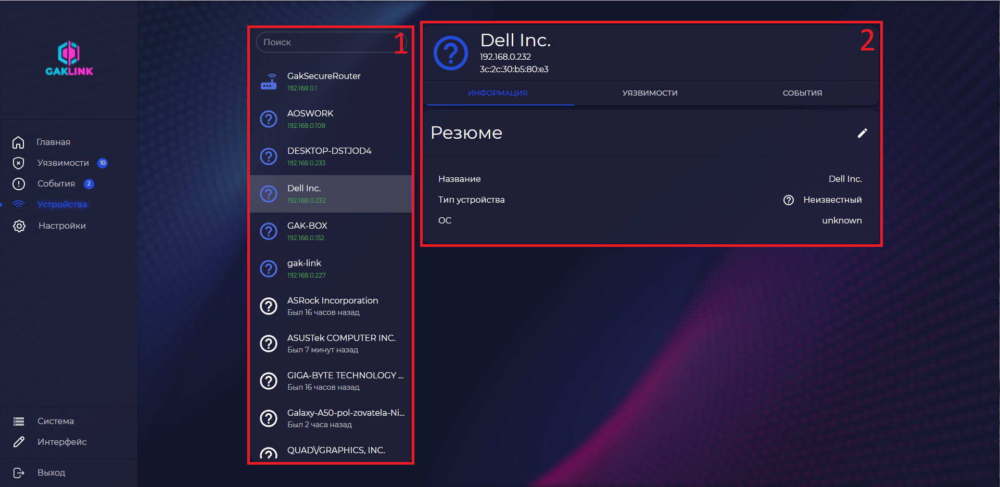 GAKLINK
Главная
Уязвимости 10
События 2
Устройства
Настройки
Система
Интерфейс
Выход
Поиск
1
GakSecureRouter
192.168.0.1
AOSWORK
192.168.0.108
DESKTOP-DSTJOD4
192.168.0.233
Dell Inc.
192.168.0.232
GAK-BOX
192.168.0.152
gak-link
192.168.0.227
ASRock Incorporation
Был 16 часов назад
ASUSTek COMPUTER INC.
Был 7 минут назад
GIGA-BYTE TECHNOLOGY ...
Был 16 часов назад
Galaxy-A50-pol-zovatela-Ni...
Был 2 часа назад
QUAD\/GRAPHICS, INC.
2
Dell Inc.
192.168.0.232
3c:2c:30:b5:80:e3
ИНФОРМАЦИЯ УЯЗВИМОСТИ СОБЫТИЯ
Резюме
Название Dell Inc.
Тип устройства Неизвестный
ОС unknown